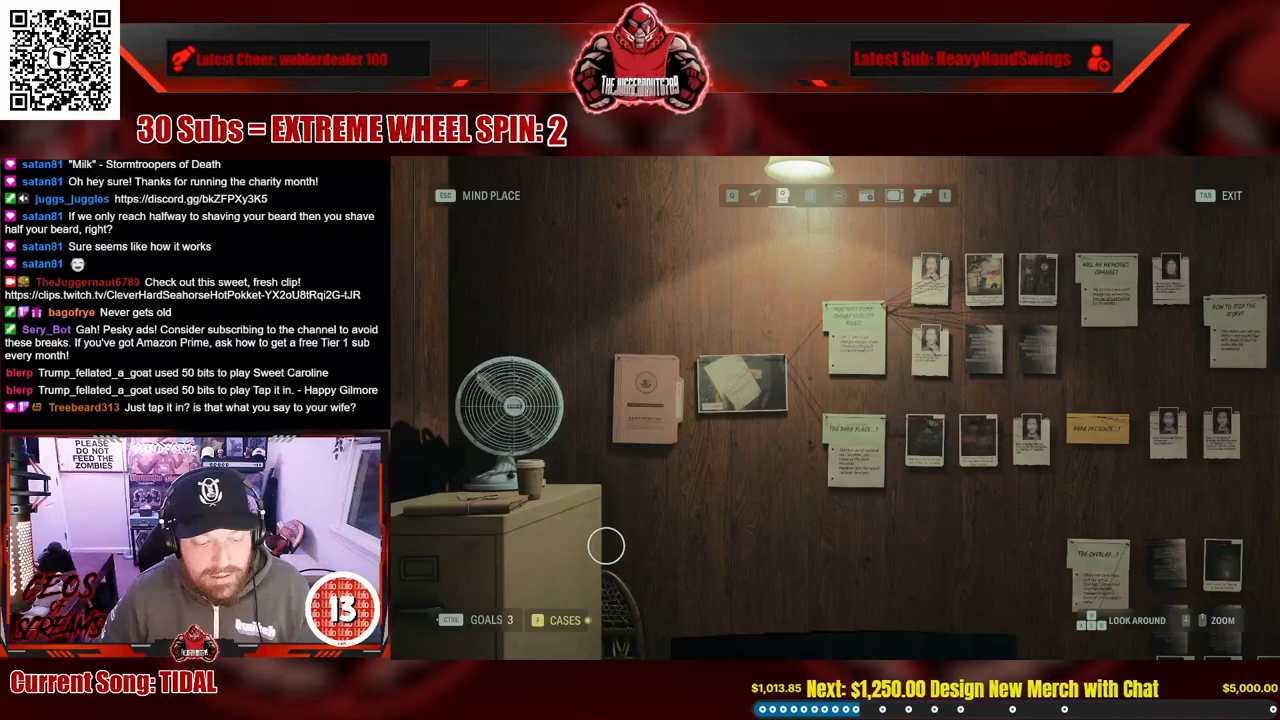 Latest Cheer: weblerdealer 100
THEJUGGERNAUT6789
Latest Sub: HeavyHandSwings
30 Subs = EXTREME WHEEL SPIN: 2
satan81 "Milk" - Stormtroopers of Death
satan81 Oh hey sure! Thanks for running the charity month!
juggs_juggles https://discord.gg/bkZFPXy3K5
satan81 If we only reach halfway to shaving your beard then you shave
half your beard, right?
satan81 Sure seems like how it works
satan81
TheJuggernaut6789 Check out this sweet, fresh clip!
https://clips.twitch.tv/CleverHardSeahorseHotPokket-YX2oU8tRqi2G-tJR
bagofrye Never gets old
Sery_Bot Gah! Pesky ads! Consider subscribing to the channel to avoid
these breaks. If you've got Amazon Prime, ask how to get a free Tier 1 sub
every month!
blerp Trump_fellated_a_goat used 50 bits to play Sweet Caroline
blerp Trump_fellated_a_goat used 50 bits to play Tap it in. - Happy Gilmore
Treebeard313 Just tap it in? is that what you say to your wife?
ESC MIND PLACE
Q
E
TAB EXIT
WILL MY MEMORIES
CHANGE?
HOW TO STOP THE
STORY?
THE DARK PLACE...?
DARK PRESENCE...?
THE OVERLAP...?
CTRL GOALS 3
F CASES
LOOK AROUND
ZOOM
PLEASE
DO NOT
FEED THE
ZOMBIES
GEOS
OF
SCREAMS
twitch
13
Current Song: TIDAL
$1,013.85
Next: $1,250.00 Design New Merch with Chat
$5,000.00